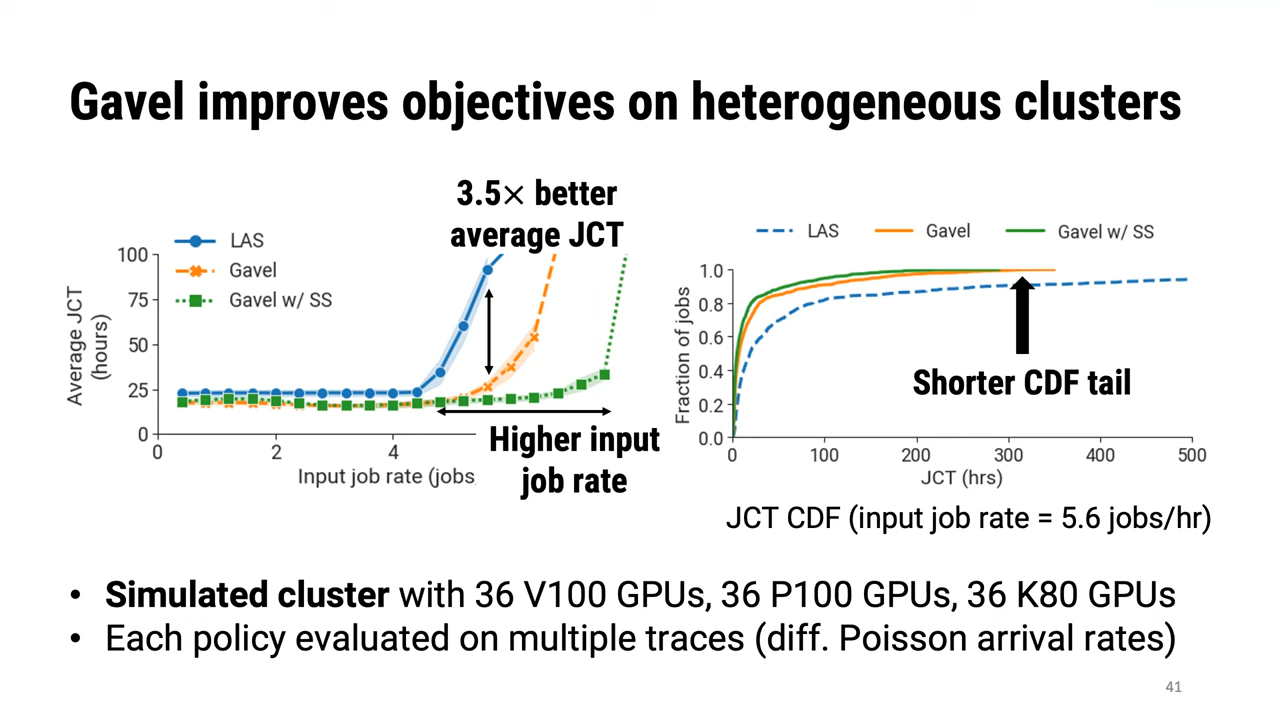 Gavel improves objectives on heterogeneous clusters
3.5× better
average JCT
LAS
Gavel
Gavel w/ SS
100
75
50
25
0
Average JCT
(hours)
0
2
4
Input job rate (jobs
Higher input
job rate
LAS
Gavel
Gavel w/ SS
1.0
0.8
0.6
0.4
0.2
0.0
Fraction of jobs
Shorter CDF tail
0
100
200
300
400
500
JCT (hrs)
JCT CDF (input job rate = 5.6 jobs/hr)
• Simulated cluster with 36 V100 GPUs, 36 P100 GPUs, 36 K80 GPUs
• Each policy evaluated on multiple traces (diff. Poisson arrival rates)
41